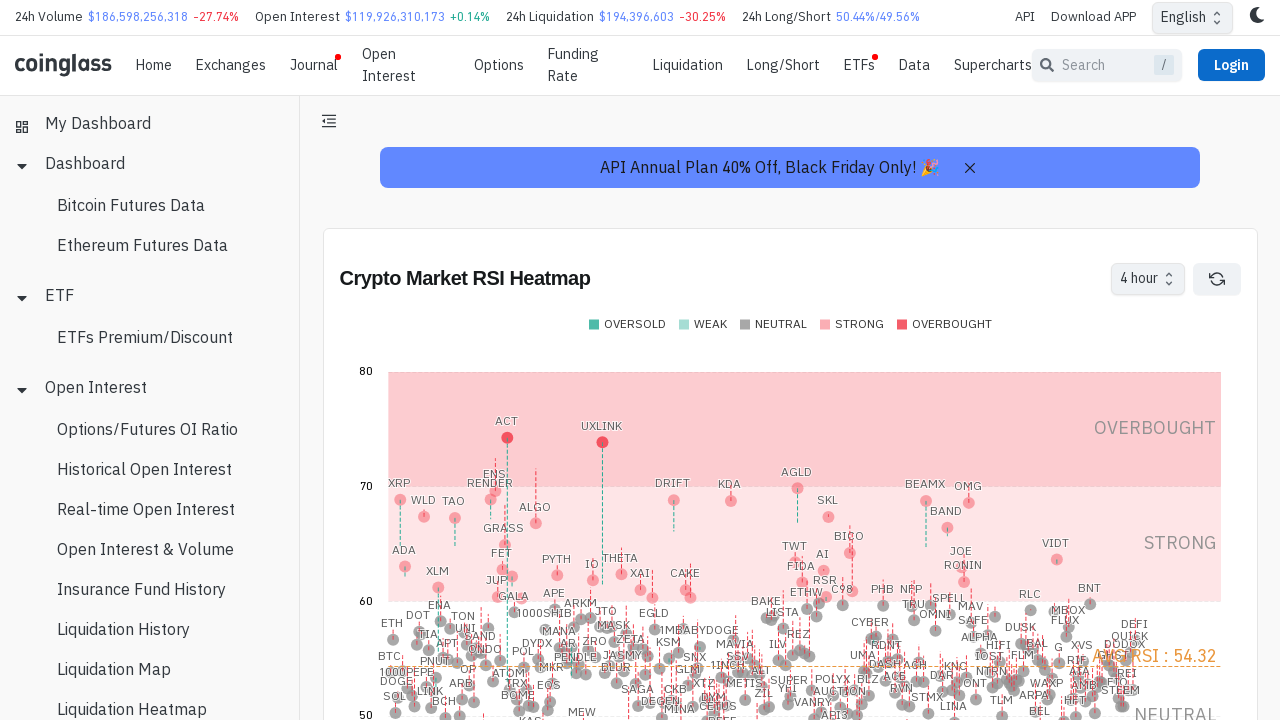 24h Volume $186,598,256,318 -27.74% Open Interest $119,926,310,173 +0.14% 24h Liquidation $194,396,603 -30.25% 24h Long/Short 50.44%/49.56% API Download APP English
coinglass Home Exchanges Journal Open Interest Options Funding Rate Liquidation Long/Short ETFs Data Supercharts Search / Login
My Dashboard
Dashboard
Bitcoin Futures Data
Ethereum Futures Data
ETF
ETFs Premium/Discount
Open Interest
Options/Futures OI Ratio
Historical Open Interest
Real-time Open Interest
Open Interest & Volume
Insurance Fund History
Liquidation History
Liquidation Map
Liquidation Heatmap
API Annual Plan 40% Off, Black Friday Only! 🎉
Crypto Market RSI Heatmap
4 hour
OVERSOLD WEAK NEUTRAL STRONG OVERBOUGHT
80
ACT UXLINK OVERBOUGHT
AGLD
ENS
70 XRP RENDER DRIFT KDA BEAMX OMG
WLD TAO SKL
ALGO BAND
GRASS BICO
ADA FET TWT AI JOE VIDT STRONG
PYTH IO THETA FIDA RONIN
XLM XAI CAKE
JUP RSR
GALA APE ETHW C98 PHB NFP RLC BNT
60 ENA ARKM BAKE TRU SPELL
DOT TON 1000SHIB JTO EGLD LISTA OMNI MAV MBOX
ETH UNI MASK CYBER SAFE FLUX DEFI
TIA SAND MANA 1MBABYDOGE REZ DUSK QUICK
APT DYDX AR ZRO ZETA KSM MAVIA ILV RDNT ALPHA HIFI BAL G XVS
BTC PNUT ONDO POL PENDLE JASMY SNX SSV UMA IOST FLM RIF AVG RSI : 54.32
1000PEPE OP MKR BLUR GLM 1INCH ALI DASH KNC NTRN ATA
DOGE ARB ATOM TRX EOS XTZ METIS SUPER POLYX BLZ ACE DAR REI
SOL LINK BOME SAGA CKB ZIL AUCTION RVN STMX ARPA WAXP STEEM
BCH DEGEN VANRY LINA TLM HFT
50 MEW MINA CETUS API3 BEL NEUTRAL